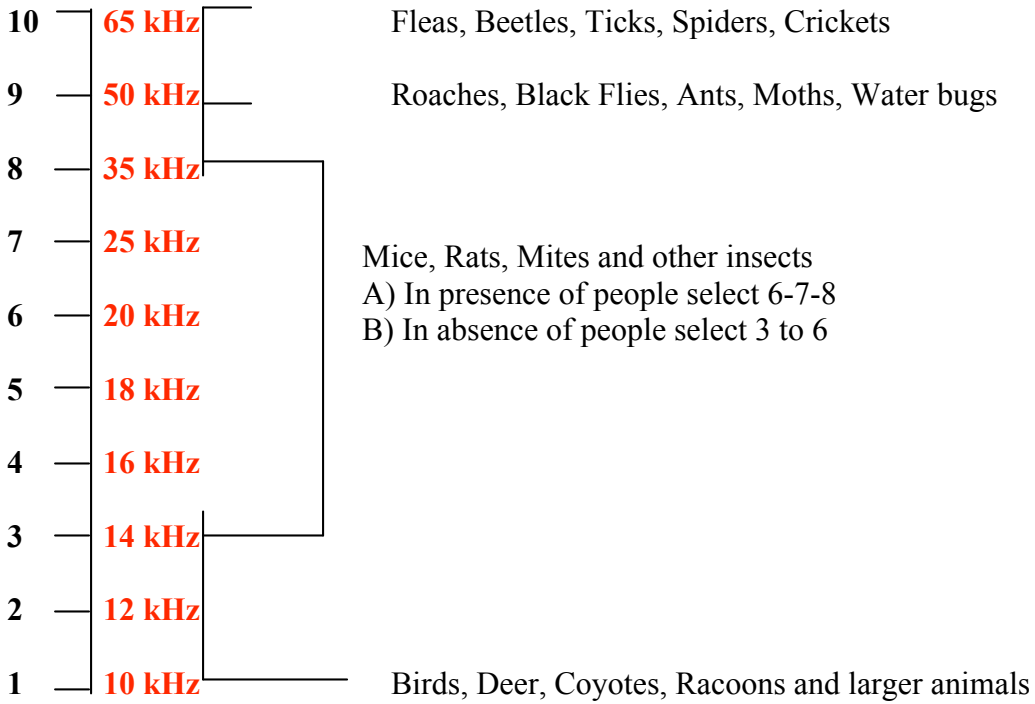 10 65 kHz Fleas, Beetles, Ticks, Spiders, Crickets
9 50 kHz Roaches, Black Flies, Ants, Moths, Water bugs
8 35 kHz
7 25 kHz
Mice, Rats, Mites and other insects
A) In presence of people select 6-7-8
6 20 kHz
B) In absence of people select 3 to 6
5 18 kHz
4 16 kHz
3 14 kHz
2 12 kHz
1 10 kHz Birds, Deer, Coyotes, Racoons and larger animals